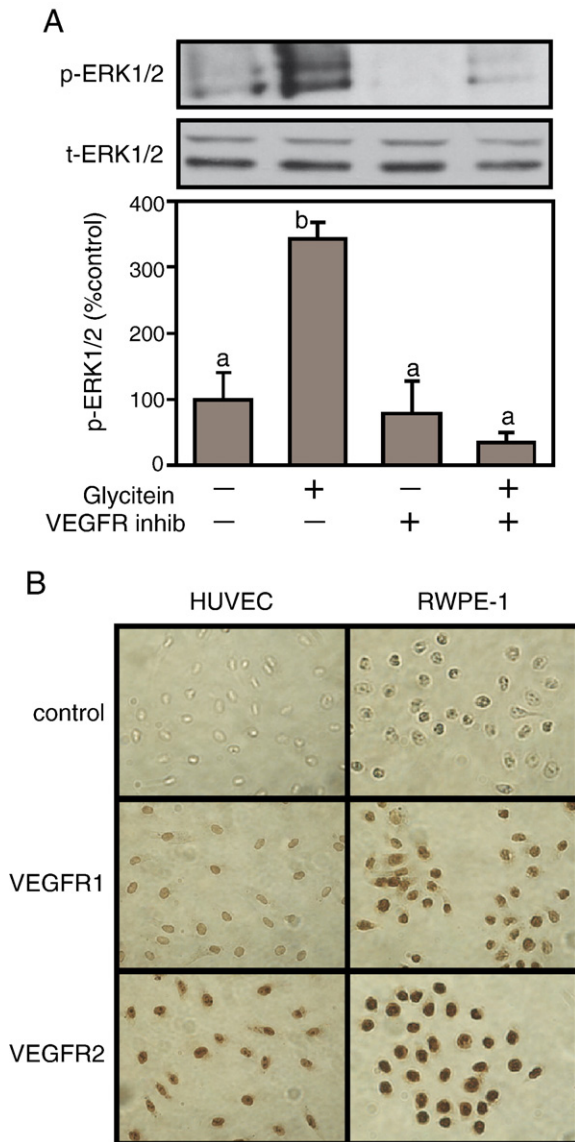 A
p-ERK1/2
t-ERK1/2
p-ERK1/2 (%control)
400
300
200
100
0
a
b
a
a
Glycitein — + — +
VEGFR inhib — — + +
B
HUVEC RWPE-1
control
VEGFR1
VEGFR2